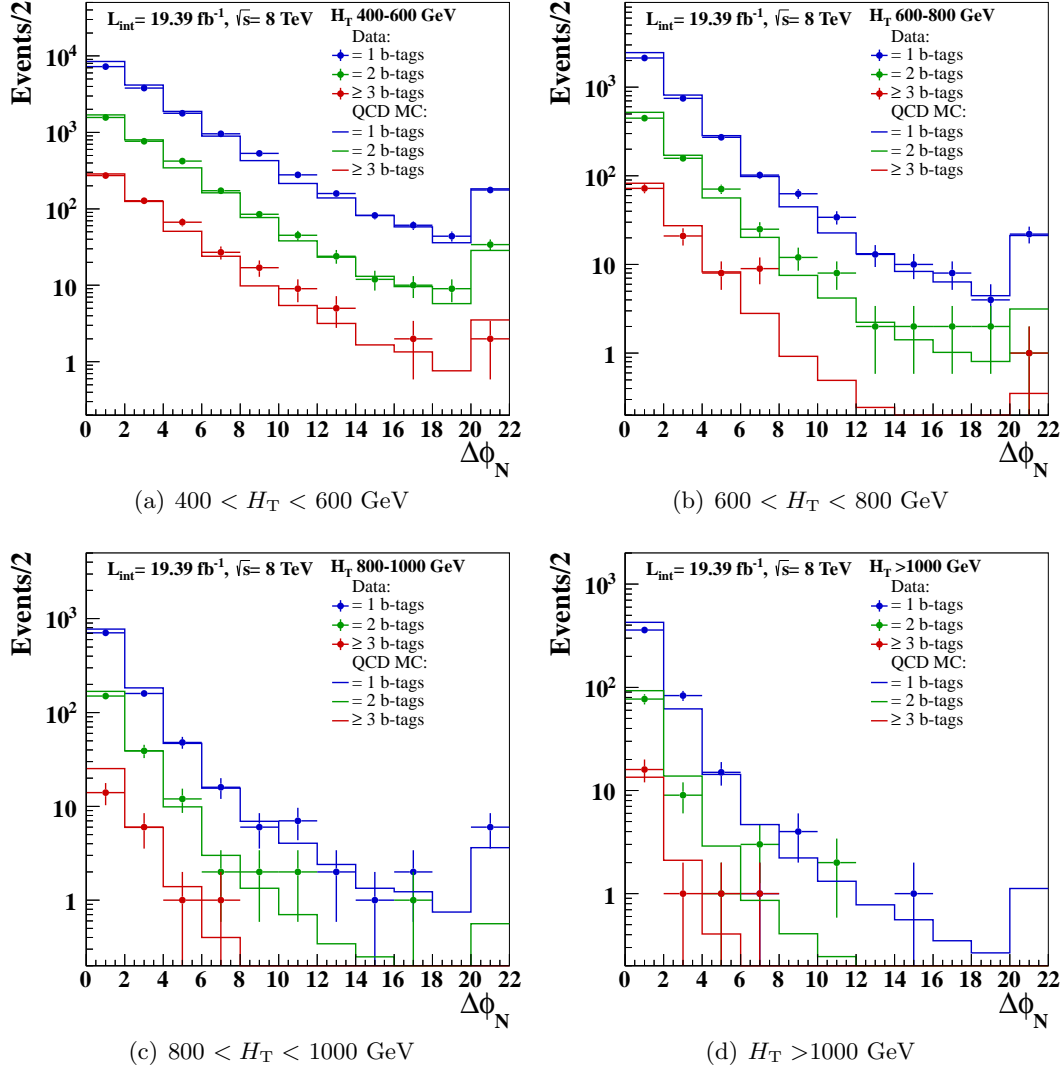 L_int= 19.39 fb^-1, √s= 8 TeV
H_T 400-600 GeV
Data:
= 1 b-tags
= 2 b-tags
≥ 3 b-tags
QCD MC:
= 1 b-tags
= 2 b-tags
≥ 3 b-tags
Events/2
10^4
10^3
10^2
10
1
0 2 4 6 8 10 12 14 16 18 20 22
Δϕ_N
(a) 400 < H_T < 600 GeV
L_int= 19.39 fb^-1, √s= 8 TeV
H_T 600-800 GeV
Data:
= 1 b-tags
= 2 b-tags
≥ 3 b-tags
QCD MC:
= 1 b-tags
= 2 b-tags
≥ 3 b-tags
Events/2
10^3
10^2
10
1
0 2 4 6 8 10 12 14 16 18 20 22
Δϕ_N
(b) 600 < H_T < 800 GeV
L_int= 19.39 fb^-1, √s= 8 TeV
H_T 800-1000 GeV
Data:
= 1 b-tags
= 2 b-tags
≥ 3 b-tags
QCD MC:
= 1 b-tags
= 2 b-tags
≥ 3 b-tags
Events/2
10^3
10^2
10
1
0 2 4 6 8 10 12 14 16 18 20 22
Δϕ_N
(c) 800 < H_T < 1000 GeV
L_int= 19.39 fb^-1, √s= 8 TeV
H_T >1000 GeV
Data:
= 1 b-tags
= 2 b-tags
≥ 3 b-tags
QCD MC:
= 1 b-tags
= 2 b-tags
≥ 3 b-tags
Events/2
10^3
10^2
10
1
0 2 4 6 8 10 12 14 16 18 20 22
Δϕ_N
(d) H_T >1000 GeV